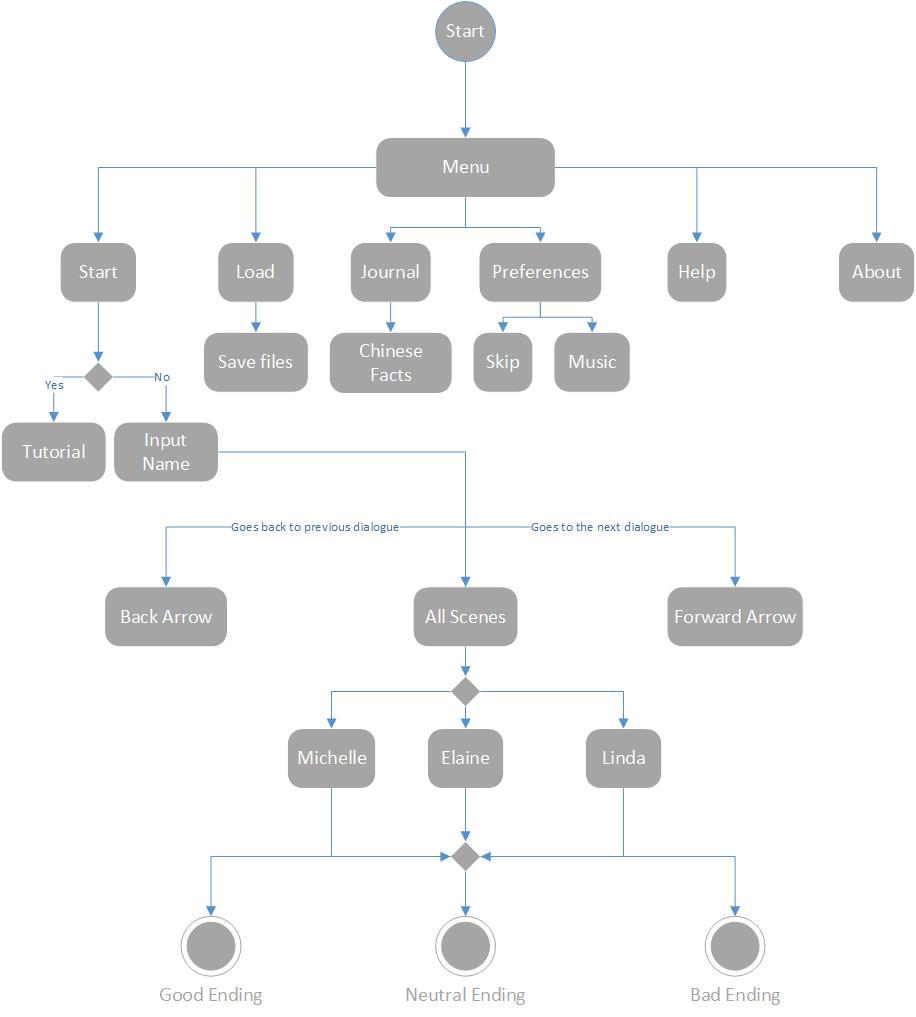 Start
Menu
Start
Load
Journal
Preferences
Help
About
Save files
Chinese
Facts
Skip
Music
Yes
No
Tutorial
Input
Name
Goes back to previous dialogue
Goes to the next dialogue
Back Arrow
All Scenes
Forward Arrow
Michelle
Elaine
Linda
Good Ending
Neutral Ending
Bad Ending